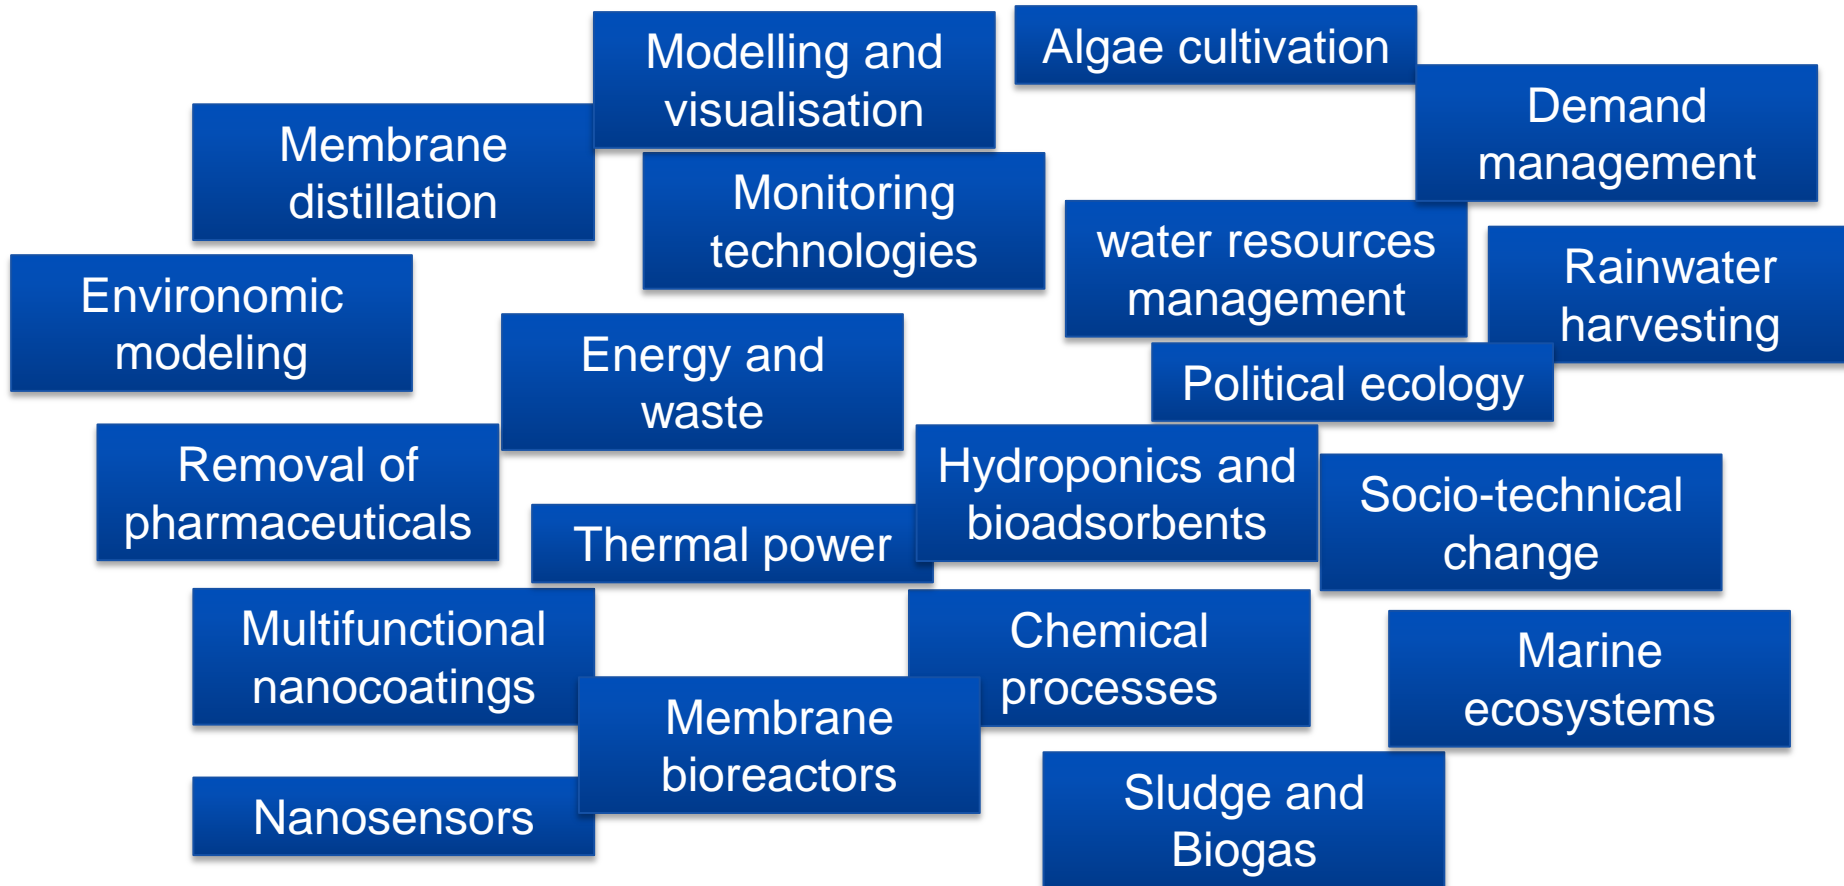 Modelling and
visualisation
Algae cultivation
Demand
management
Membrane
distillation
Monitoring
technologies
water resources
management
Rainwater
harvesting
Environomic
modeling
Energy and
waste
Political ecology
Removal of
pharmaceuticals
Hydroponics and
bioadsorbents
Socio-technical
change
Thermal power
Multifunctional
nanocoatings
Chemical
processes
Marine
ecosystems
Membrane
bioreactors
Nanosensors
Sludge and
Biogas